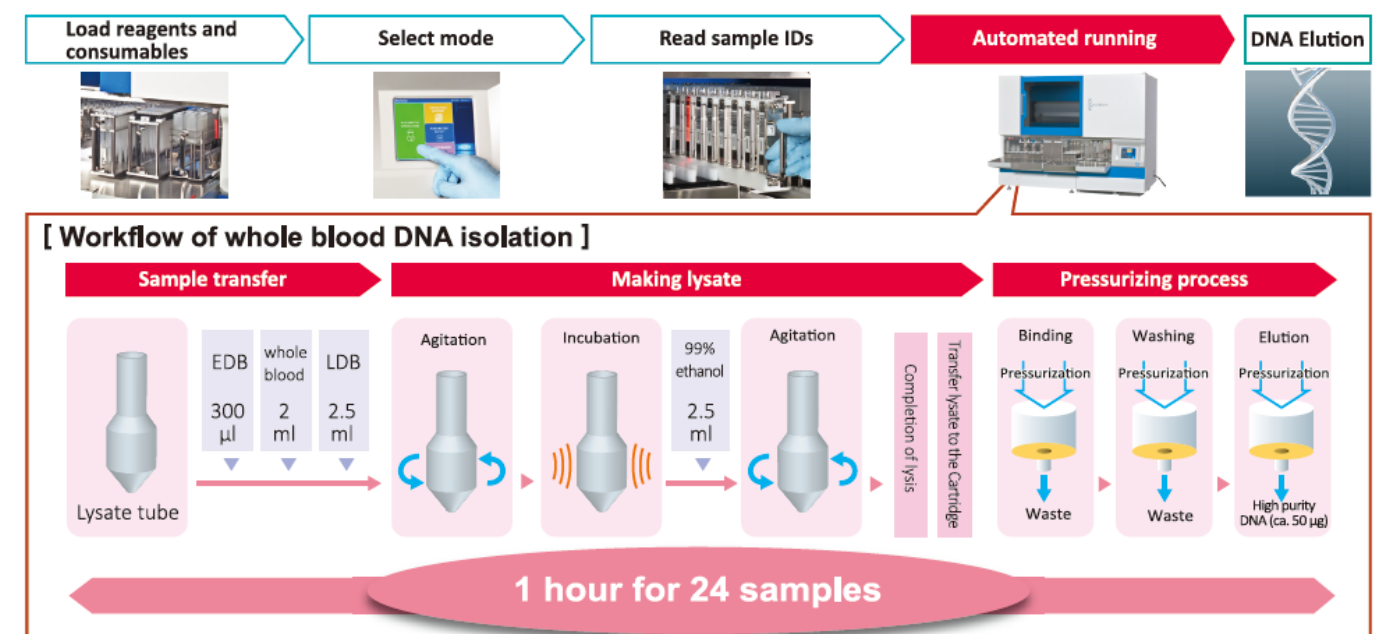 Load reagents and
consumables
Select mode
Read sample IDs
Automated running
DNA Elution
[ Workflow of whole blood DNA isolation ]
Sample transfer
Making lysate
Pressurizing process
Lysate tube
EDB
300
µl
whole
blood
2
ml
LDB
2.5
ml
Agitation
Incubation
99%
ethanol
2.5
ml
Agitation
Completion of lysis
Transfer lysate to the Cartridge
Binding
Pressurization
Waste
Washing
Pressurization
Waste
Elution
Pressurization
High purity
DNA (ca. 50 µg)
1 hour for 24 samples